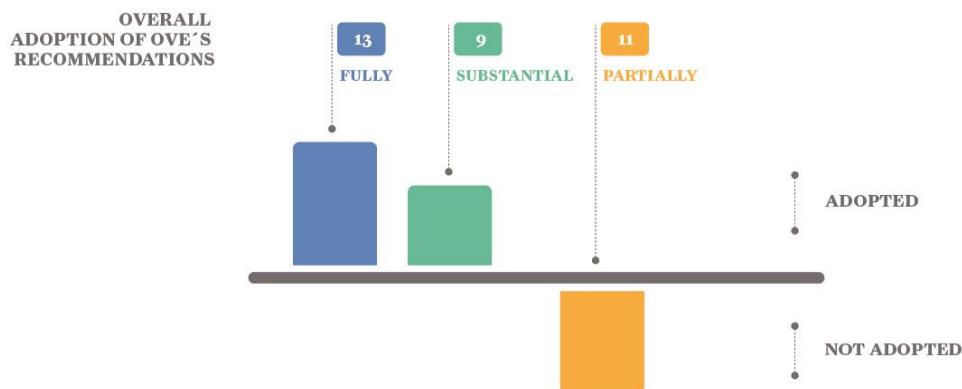 OVERALL
ADOPTION OF OVE´S
RECOMMENDATIONS
13
FULLY
9
SUBSTANTIAL
11
PARTIALLY
ADOPTED
NOT ADOPTED